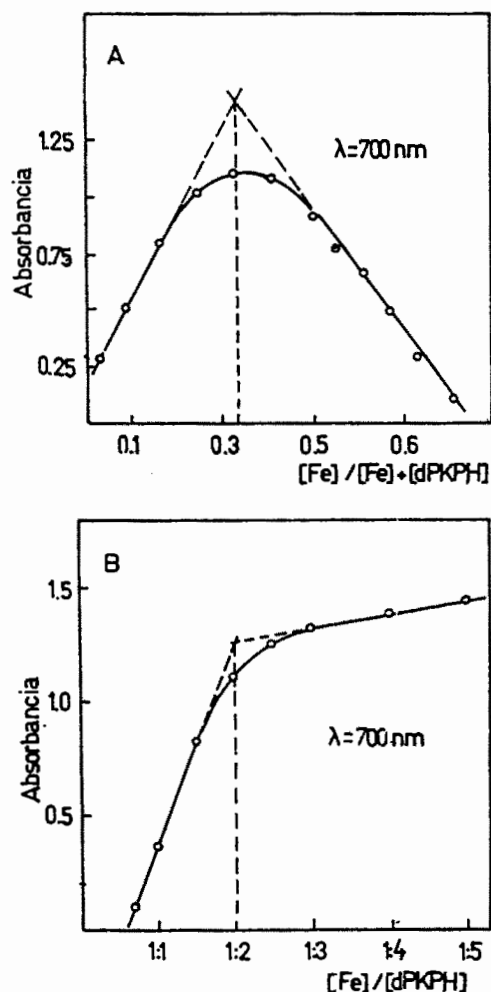 A
λ=700 nm
Absorbancia
1.25
0.75
0.25
0.1 0.3 0.5 0.6
[Fe]/[Fe]+[dPKPH]
B
λ=700 nm
Absorbancia
1.5
1.0
0.5
1:1 1:2 1:3 1:4 1:5
[Fe]/[dPKPH]